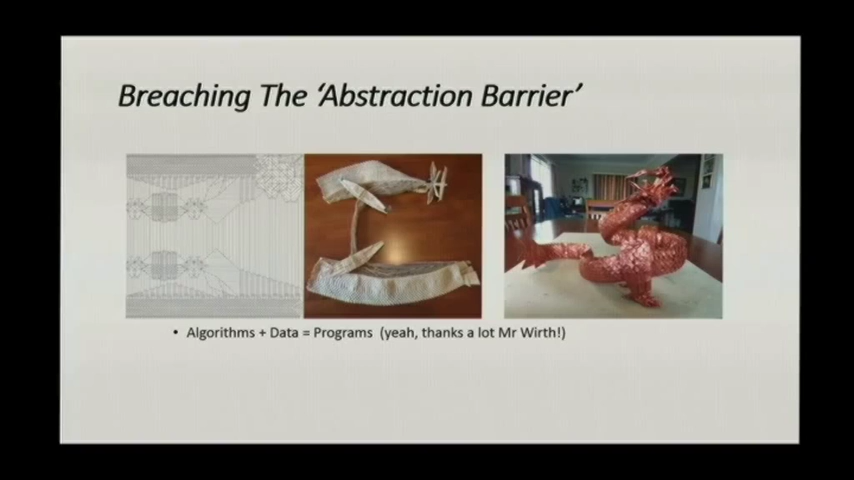 Breaching The ‘Abstraction Barrier’
• Algorithms + Data = Programs (yeah, thanks a lot Mr Wirth!)